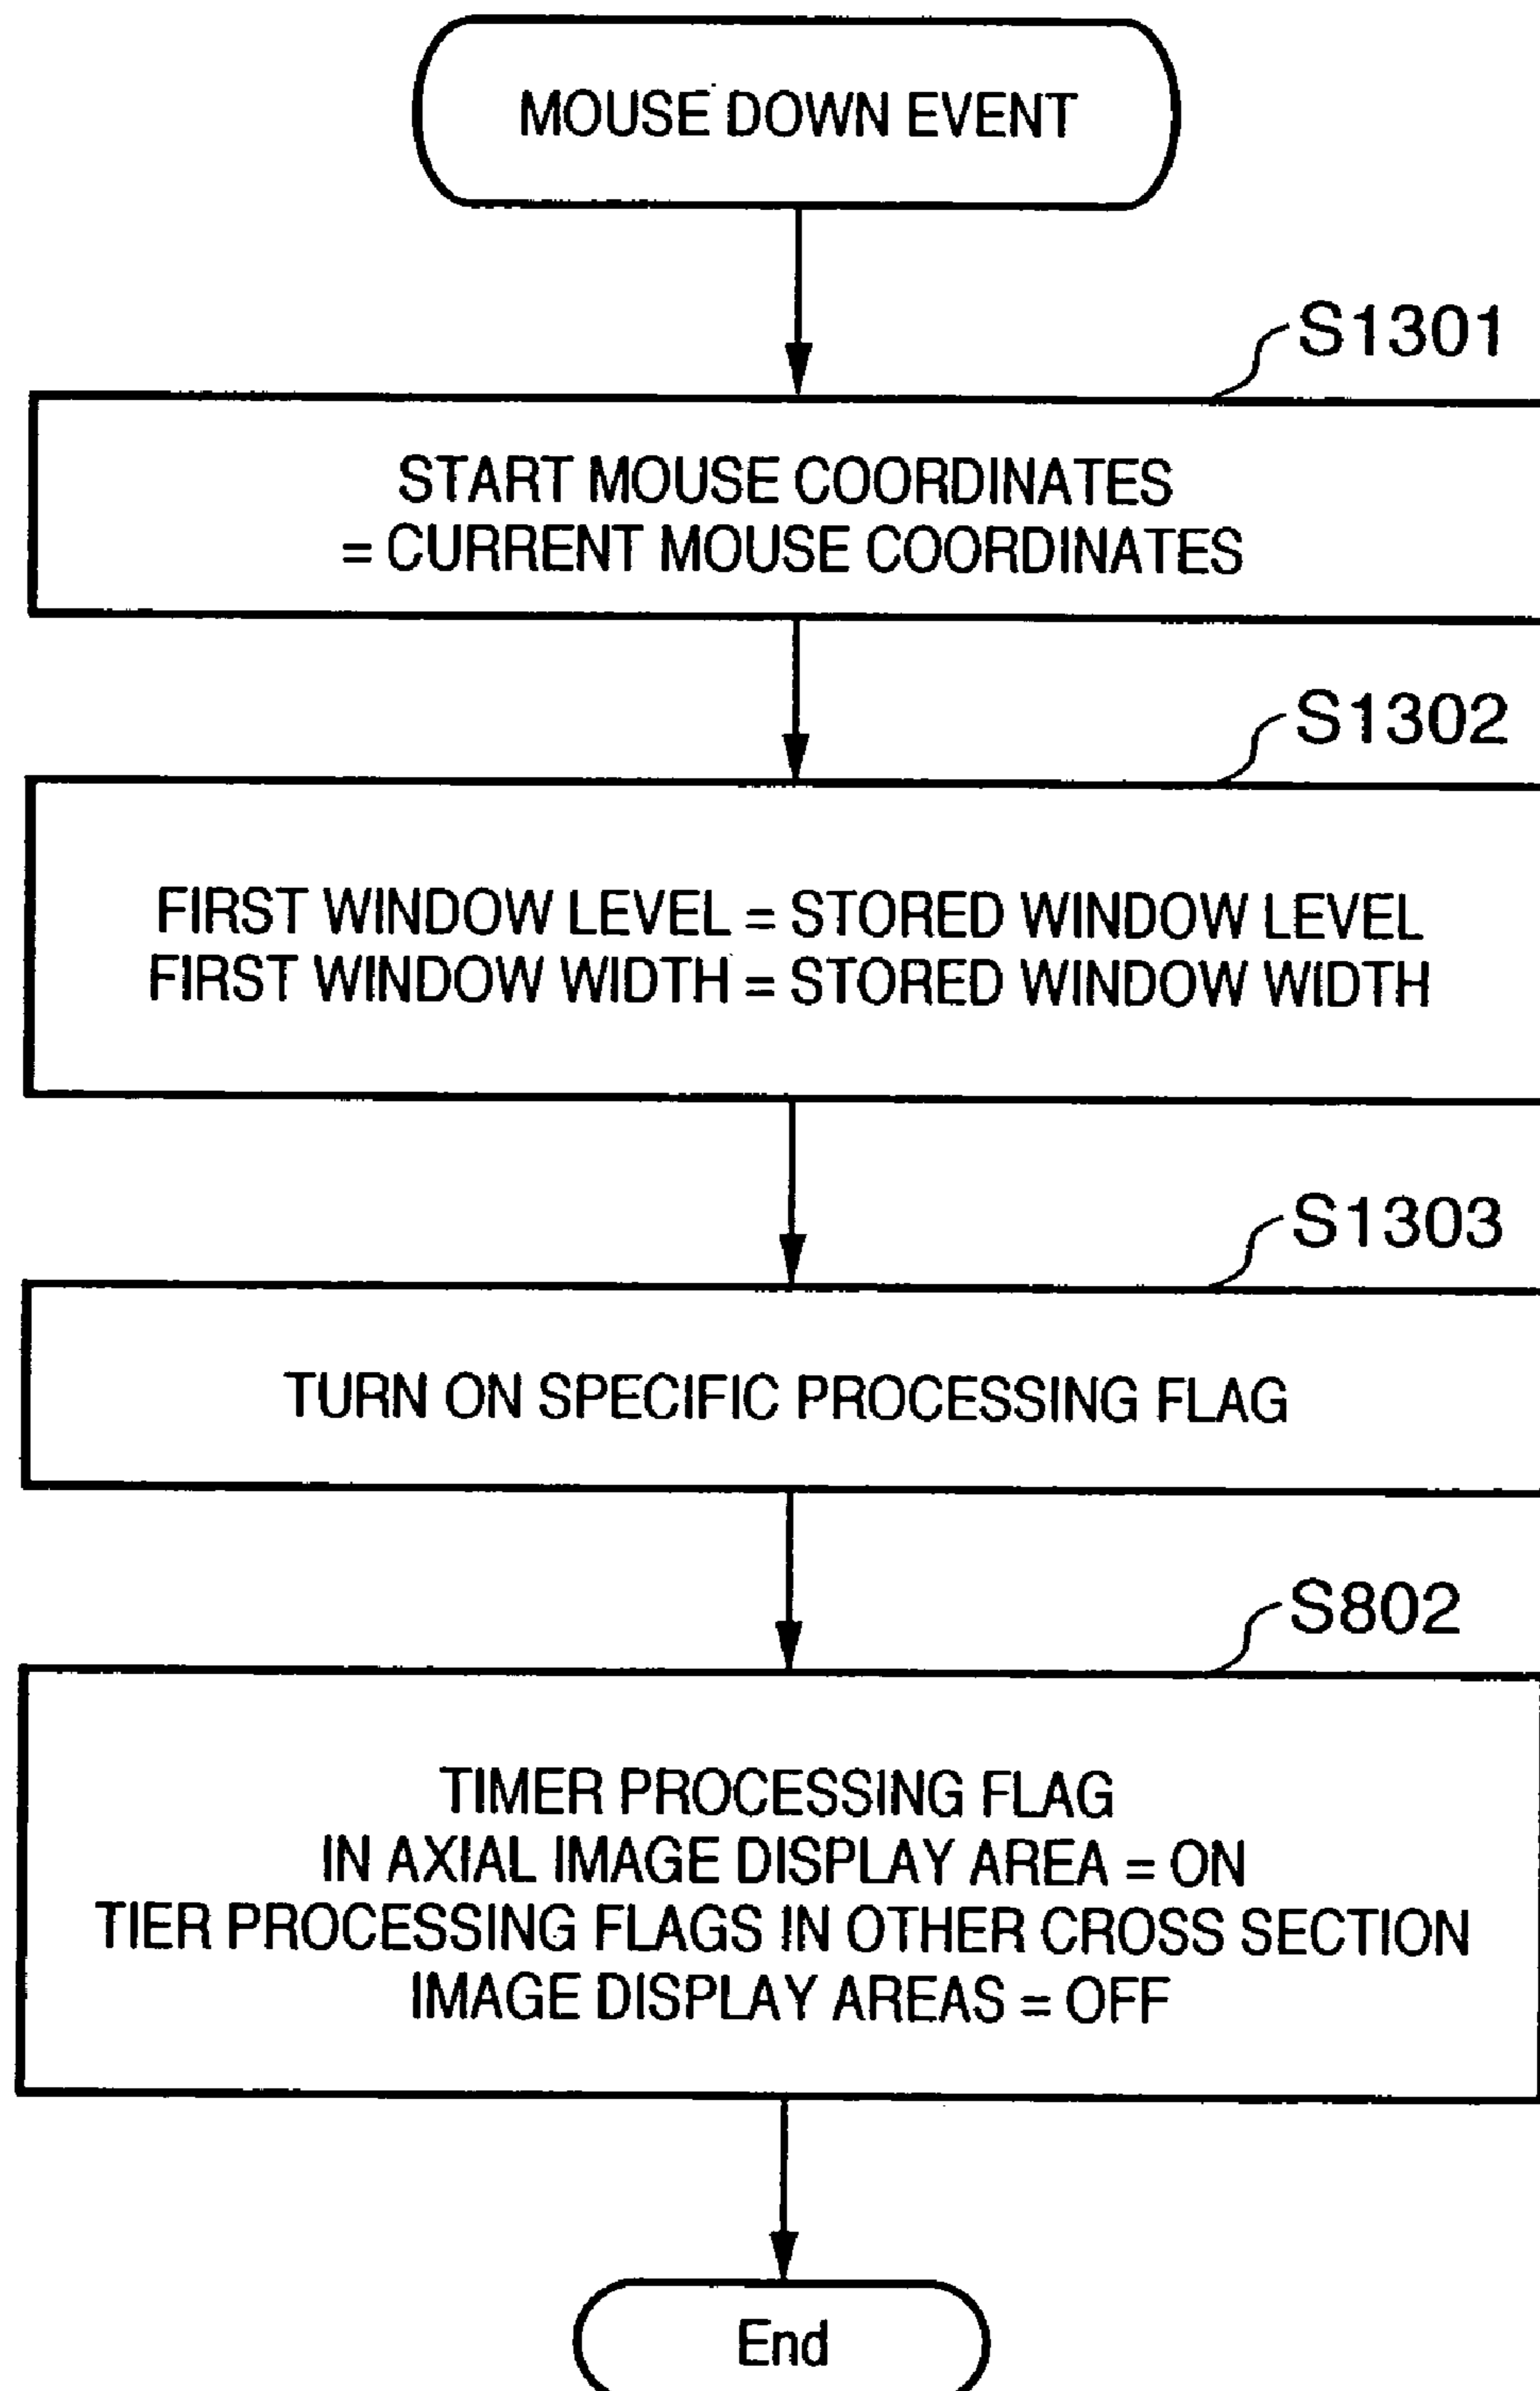 MOUSE DOWN EVENT
S1301
START MOUSE COORDINATES
= CURRENT MOUSE COORDINATES
S1302
FIRST WINDOW LEVEL = STORED WINDOW LEVEL
FIRST WINDOW WIDTH = STORED WINDOW WIDTH
S1303
TURN ON SPECIFIC PROCESSING FLAG
S802
TIMER PROCESSING FLAG
IN AXIAL IMAGE DISPLAY AREA = ON
TIER PROCESSING FLAGS IN OTHER CROSS SECTION
IMAGE DISPLAY AREAS = OFF
End